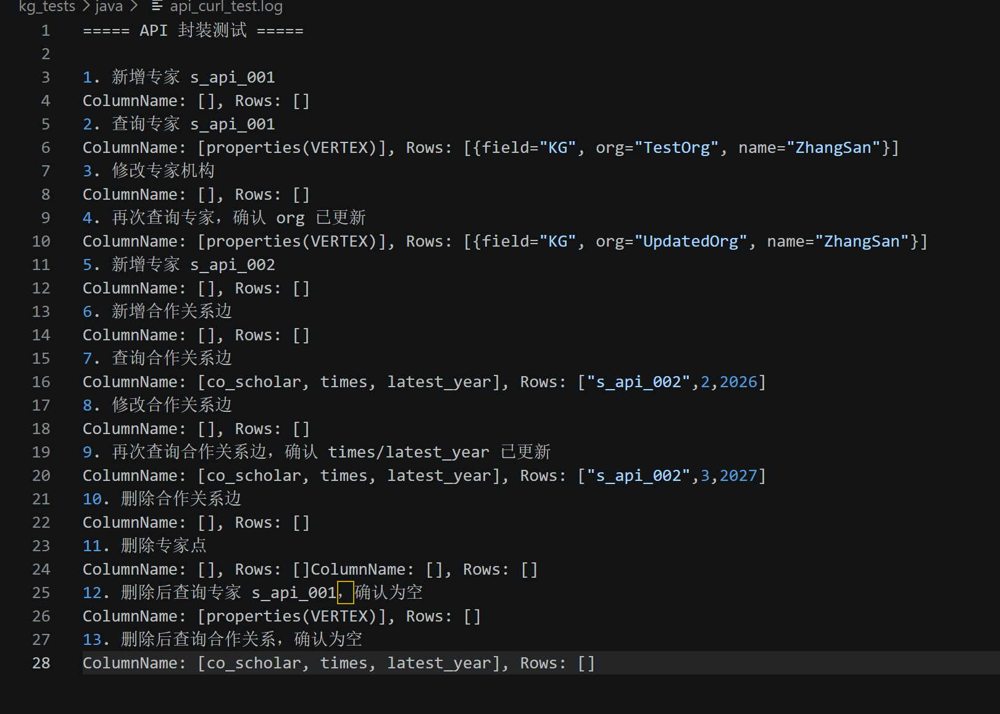 kg_tests > java > api_curl_test.log
1 ===== API 封装测试 =====
2
3 1. 新增专家 s_api_001
4 ColumnName: [], Rows: []
5 2. 查询专家 s_api_001
6 ColumnName: [properties(VERTEX)], Rows: [{field="KG", org="TestOrg", name="ZhangSan"}]
7 3. 修改专家机构
8 ColumnName: [], Rows: []
9 4. 再次查询专家，确认 org 已更新
10 ColumnName: [properties(VERTEX)], Rows: [{field="KG", org="UpdatedOrg", name="ZhangSan"}]
11 5. 新增专家 s_api_002
12 ColumnName: [], Rows: []
13 6. 新增合作关系边
14 ColumnName: [], Rows: []
15 7. 查询合作关系边
16 ColumnName: [co_scholar, times, latest_year], Rows: ["s_api_002",2,2026]
17 8. 修改合作关系边
18 ColumnName: [], Rows: []
19 9. 再次查询合作关系边，确认 times/latest_year 已更新
20 ColumnName: [co_scholar, times, latest_year], Rows: ["s_api_002",3,2027]
21 10. 删除合作关系边
22 ColumnName: [], Rows: []
23 11. 删除专家点
24 ColumnName: [], Rows: []ColumnName: [], Rows: []
25 12. 删除后查询专家 s_api_001，确认为空
26 ColumnName: [properties(VERTEX)], Rows: []
27 13. 删除后查询合作关系，确认为空
28 ColumnName: [co_scholar, times, latest_year], Rows: []